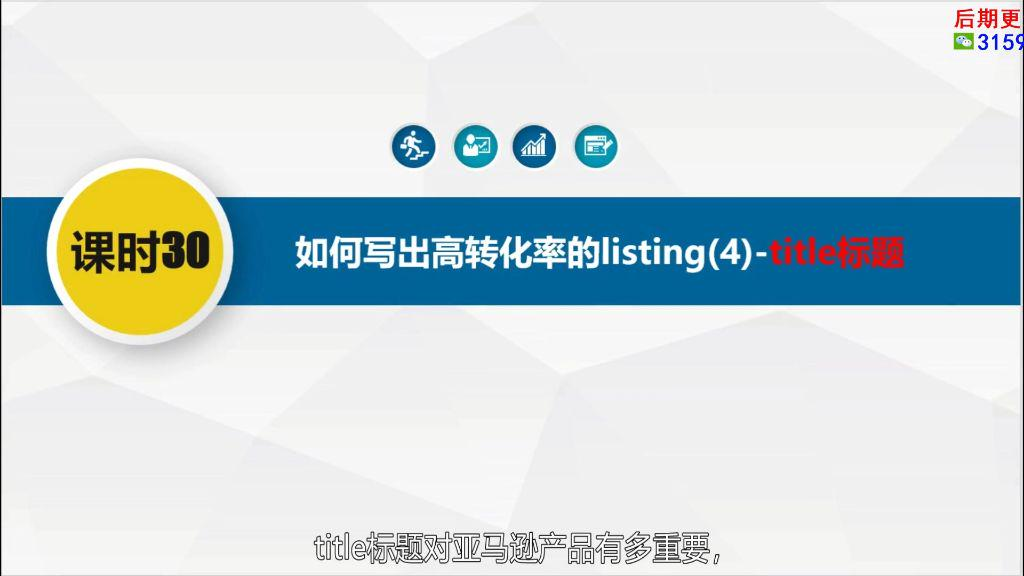 后期更
3159
课时30
如何写出高转化率的listing(4)-title标题
title标题对亚马逊产品有多重要，